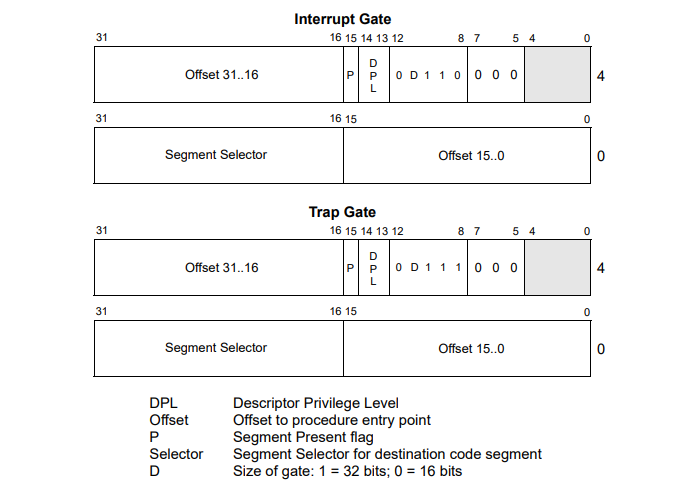 Interrupt Gate
31 16 15 14 13 12 8 7 5 4 0
Offset 31..16 P DPL 0 D 1 1 0 0 0 0 4
31 16 15 0
Segment Selector Offset 15..0 0
Trap Gate
31 16 15 14 13 12 8 7 5 4 0
Offset 31..16 P DPL 0 D 1 1 1 0 0 0 4
31 16 15 0
Segment Selector Offset 15..0 0
DPL Descriptor Privilege Level
Offset Offset to procedure entry point
P Segment Present flag
Selector Segment Selector for destination code segment
D Size of gate: 1 = 32 bits; 0 = 16 bits